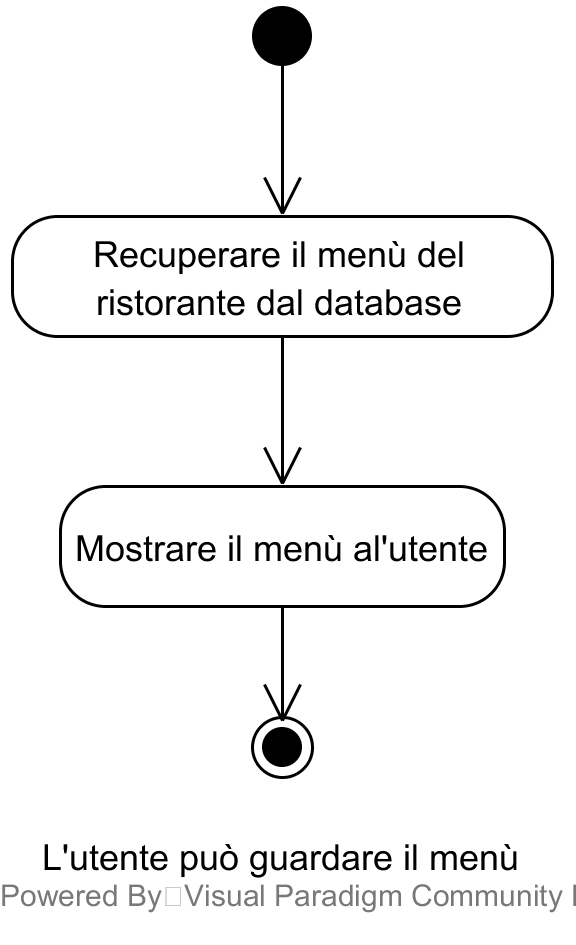 Recuperare il menù del
ristorante dal database
Mostrare il menù al'utente
L'utente può guardare il menù
Powered By Visual Paradigm Community